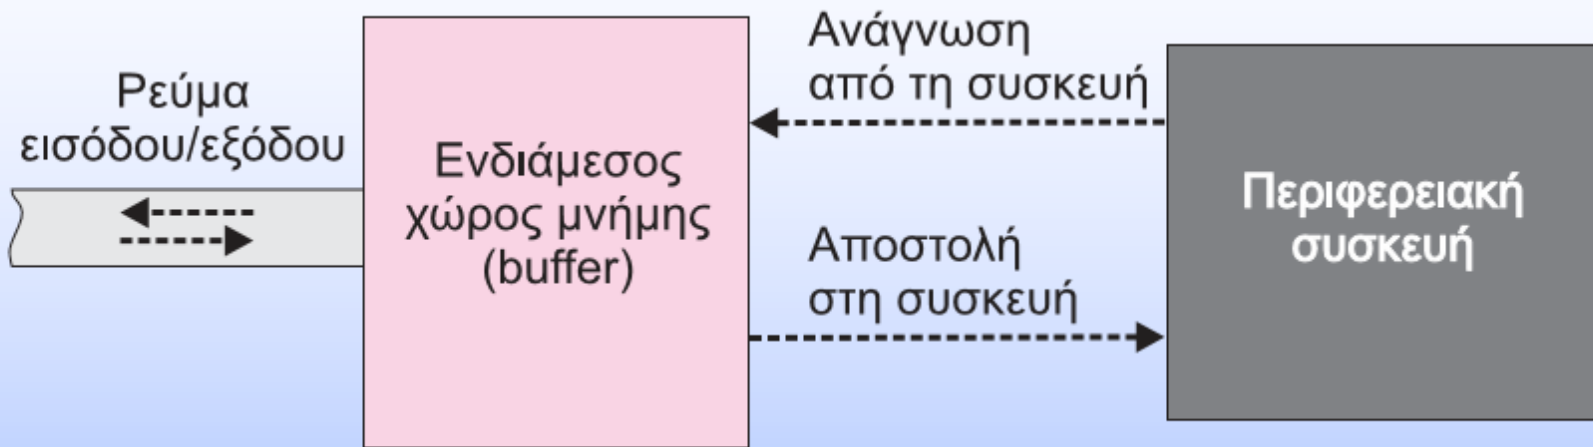 Ρεύμα
εισόδου/εξόδου
Ενδιάμεσος
χώρος μνήμης
(buffer)
Ανάγνωση
από τη συσκευή
Αποστολή
στη συσκευή
Περιφερειακή
συσκευή